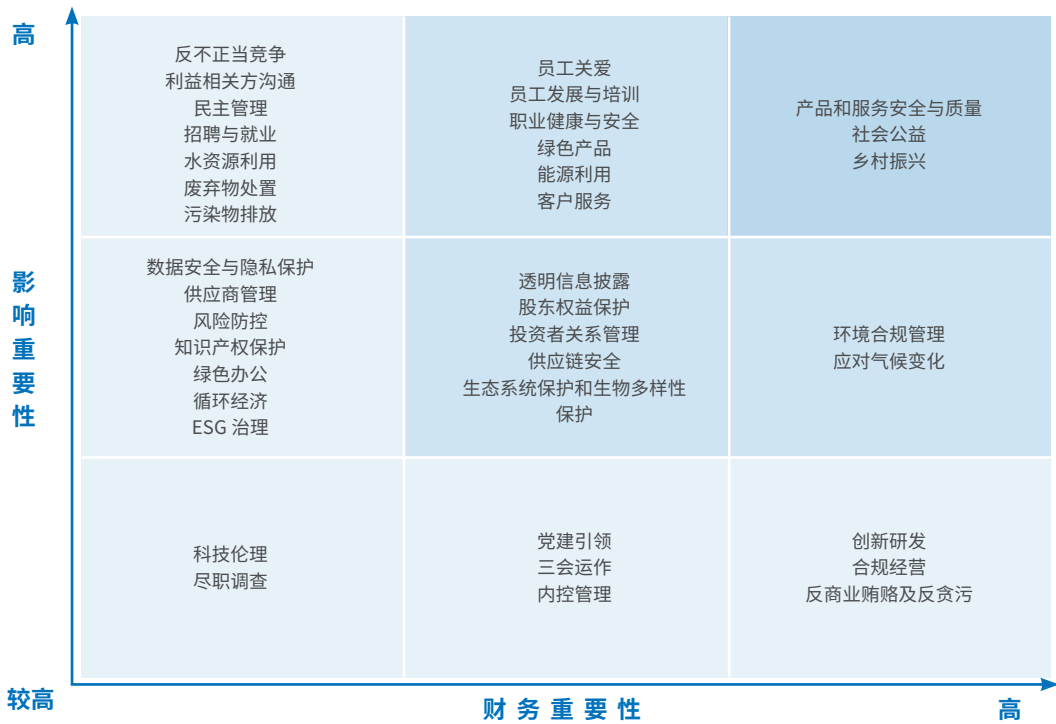 高
反不正当竞争
利益相关方沟通
民主管理
招聘与就业
水资源利用
废弃物处置
污染物排放
员工关爱
员工发展与培训
职业健康与安全
绿色产品
能源利用
客户服务
产品和服务安全与质量
社会公益
乡村振兴
影响重要性
数据安全与隐私保护
供应商管理
风险防控
知识产权保护
绿色办公
循环经济
ESG 治理
透明信息披露
股东权益保护
投资者关系管理
供应链安全
生态系统保护和生物多样性
保护
环境合规管理
应对气候变化
科技伦理
尽职调查
党建引领
三会运作
内控管理
创新研发
合规经营
反商业贿赂及反贪污
较高
财务重要性
高